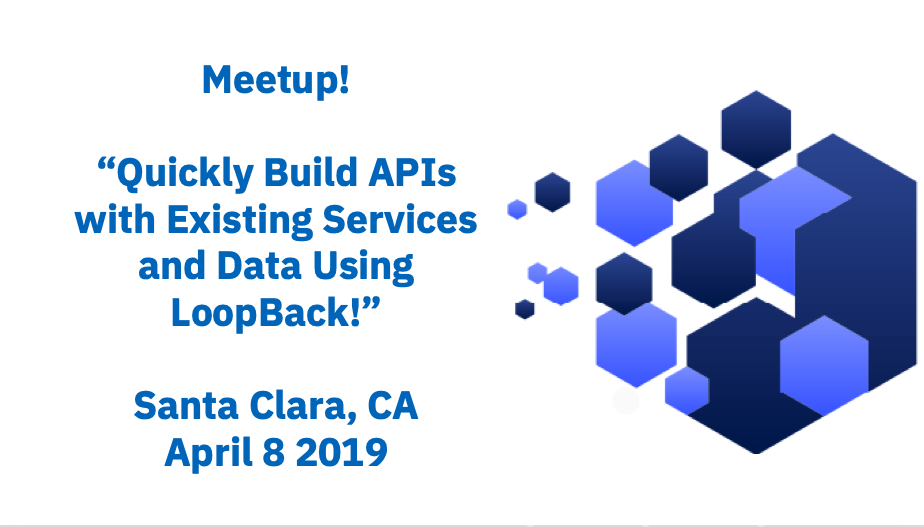 Meetup!
“Quickly Build APIs
with Existing Services
and Data Using
LoopBack!”
Santa Clara, CA
April 8 2019